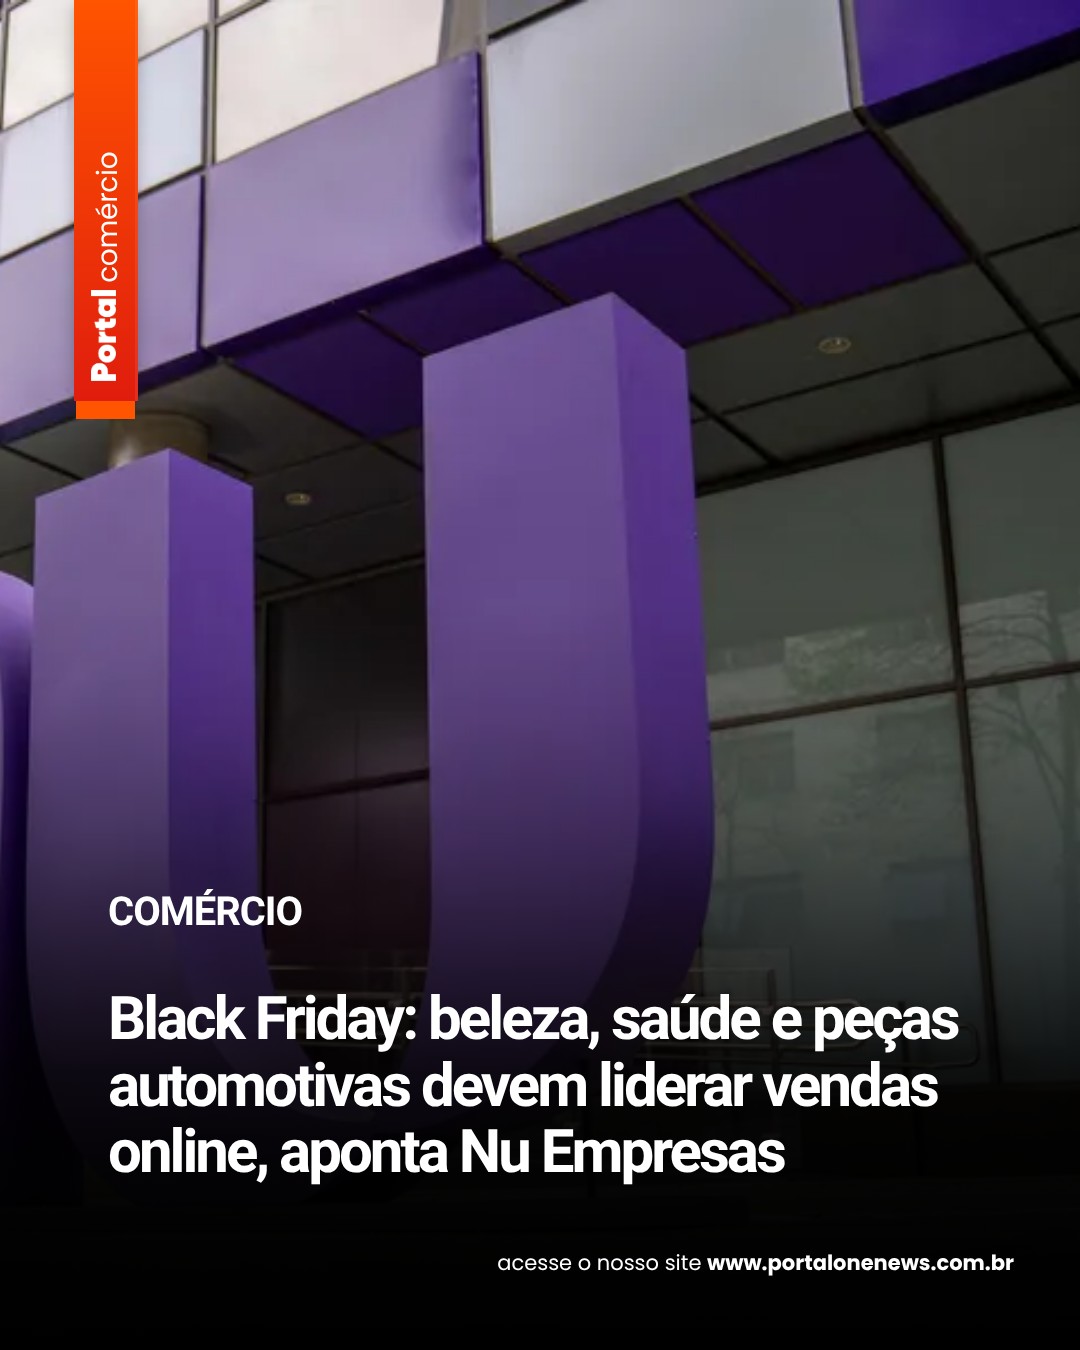 Portal comércio
COMÉRCIO
Black Friday: beleza, saúde e peças
automotivas devem liderar vendas
online, aponta Nu Empresas
acesse o nosso site www.portalonenews.com.br